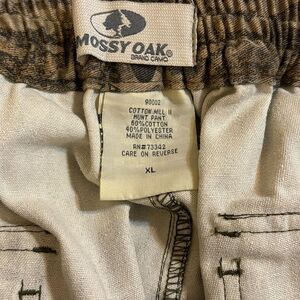 MOSSY OAK®
BRAND CAMO
90002
COTTON MILL II
HUNT PANT
60%COTTON
40%POLYESTER
MADE IN CHINA
RN#73342
CARE ON REVERSE
XL